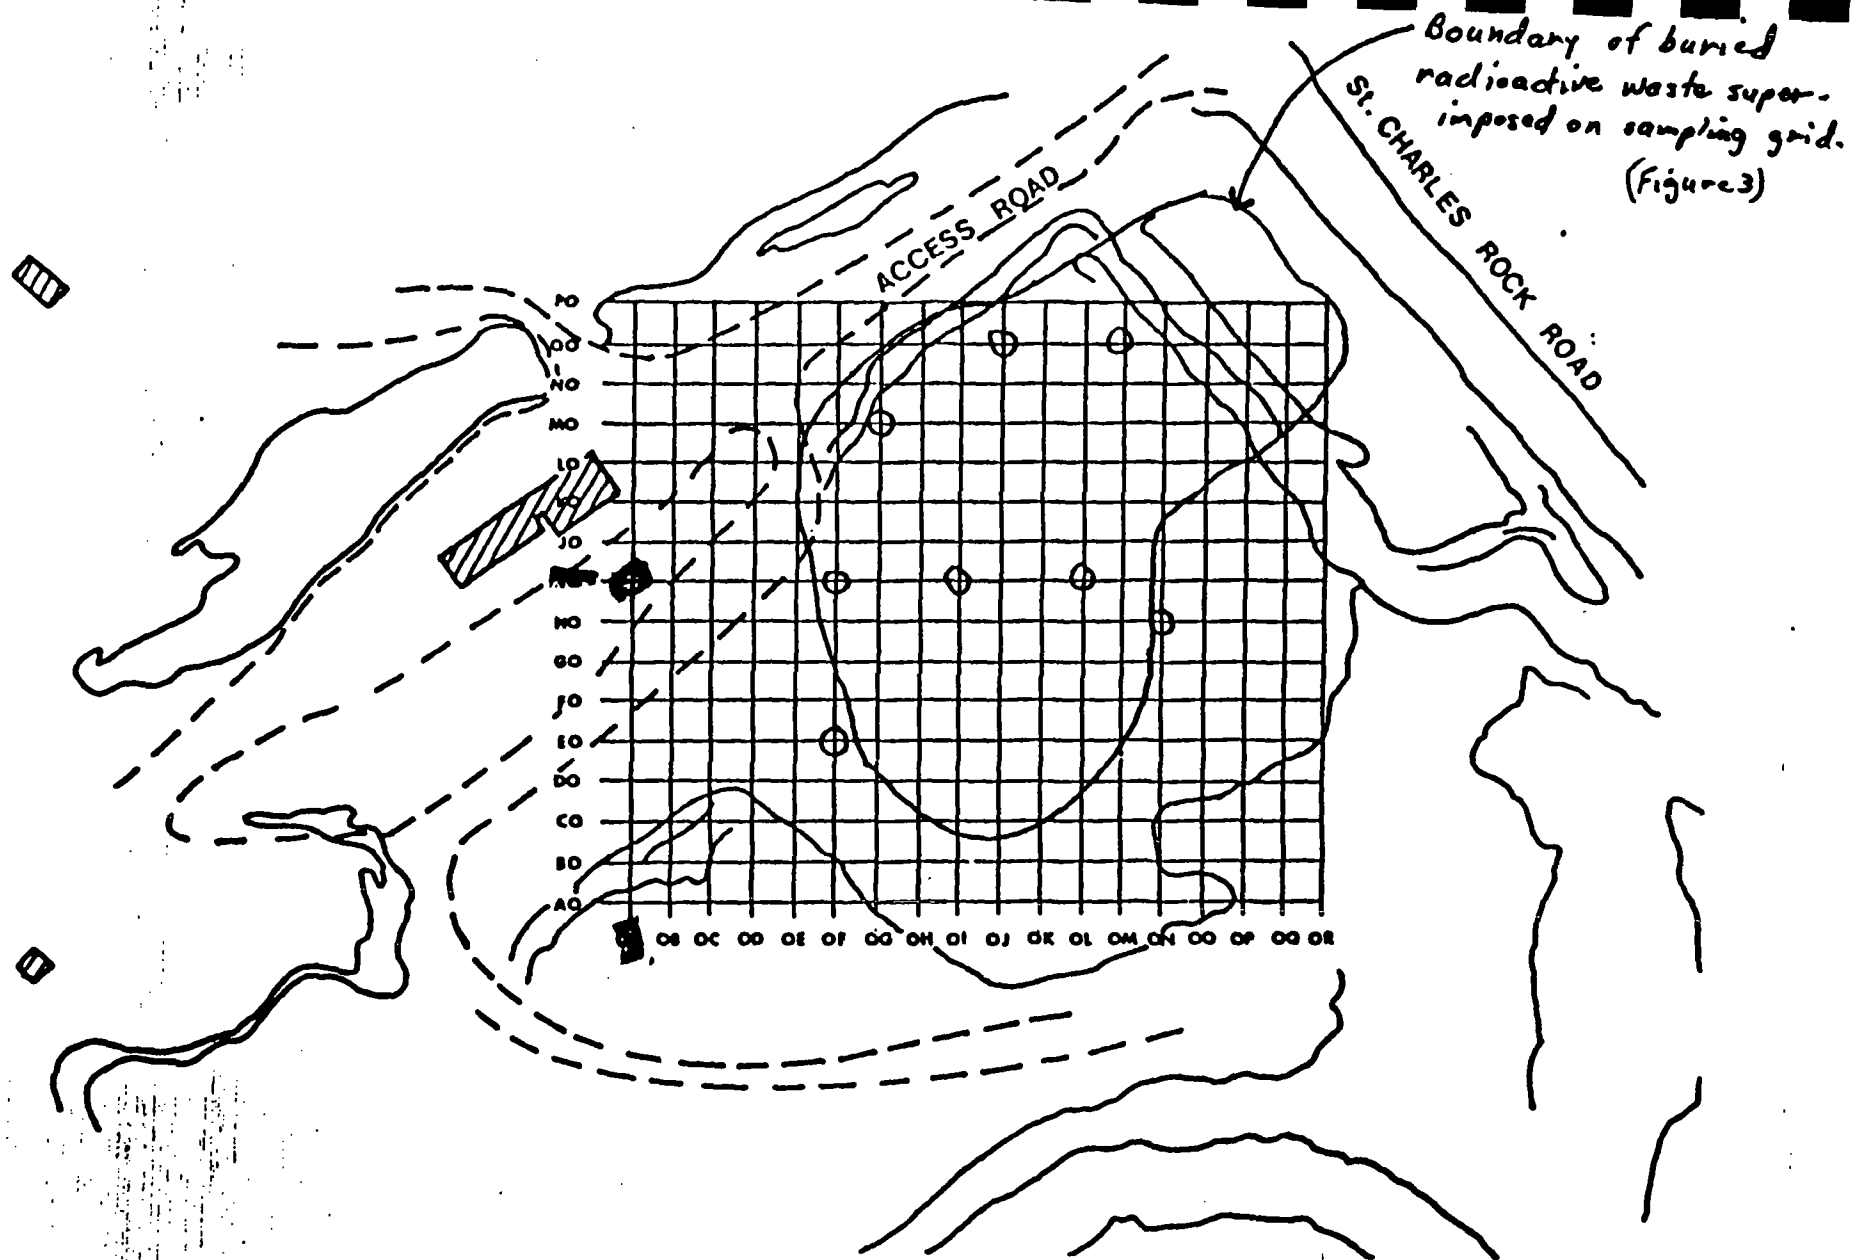 Boundary of buried
radioactive waste super-
imposed on sampling grid.
(Figure 3)
St. CHARLES ROCK ROAD
ACCESS ROAD
PO
OO
NO
MO
LO
JO
HO
GO
FO
EO
DO
CO
BO
AO
OB OC OD OE OF OG OH OI OJ OK OL OM ON OO OP OQ OR